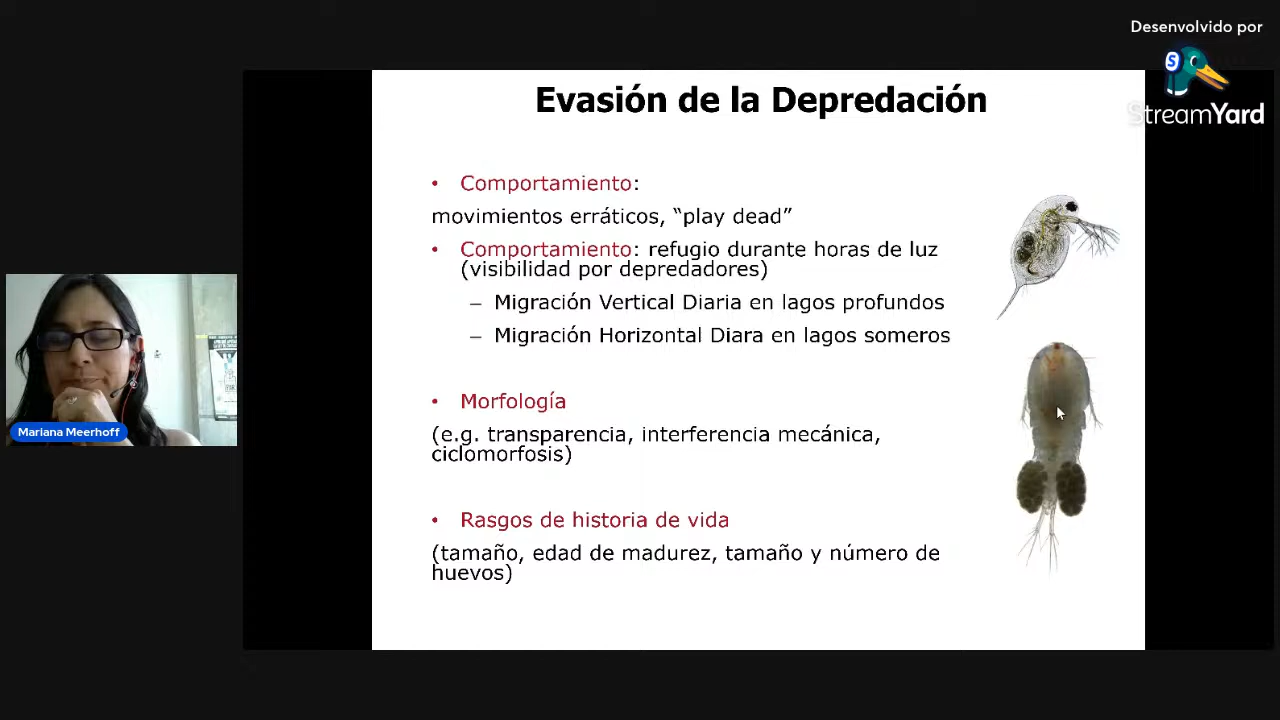 Desenvolvido por
StreamYard
Evasión de la Depredación
• Comportamiento:
movimientos erráticos, “play dead”
• Comportamiento: refugio durante horas de luz
(visibilidad por depredadores)
– Migración Vertical Diaria en lagos profundos
– Migración Horizontal Diara en lagos someros
• Morfología
(e.g. transparencia, interferencia mecánica,
ciclomorfosis)
• Rasgos de historia de vida
(tamaño, edad de madurez, tamaño y número de
huevos)
Mariana Meerhoff